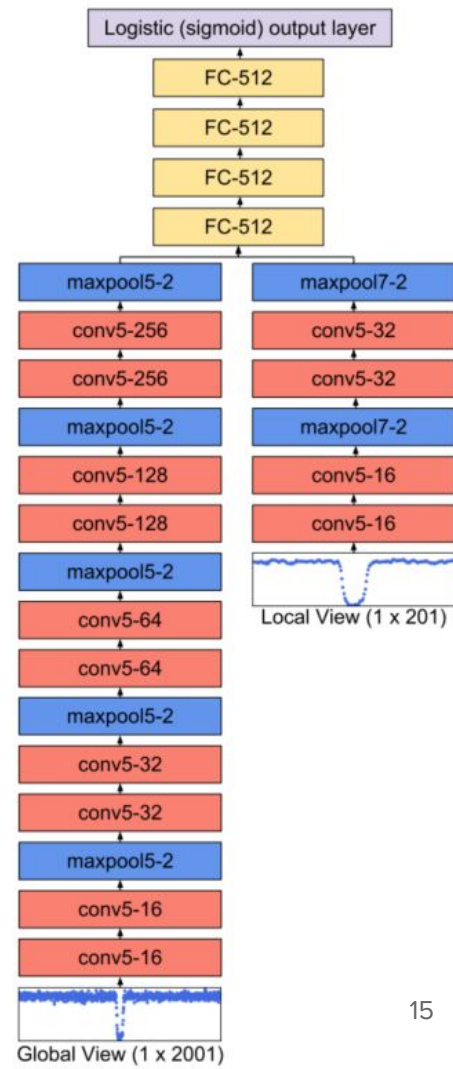 Logistic (sigmoid) output layer
FC-512
FC-512
FC-512
FC-512
maxpool5-2
conv5-256
conv5-256
maxpool5-2
conv5-128
conv5-128
maxpool5-2
conv5-64
conv5-64
maxpool5-2
conv5-32
conv5-32
maxpool5-2
conv5-16
conv5-16
Global View (1 x 2001)
maxpool7-2
conv5-32
conv5-32
maxpool7-2
conv5-16
conv5-16
Local View (1 x 201)
15